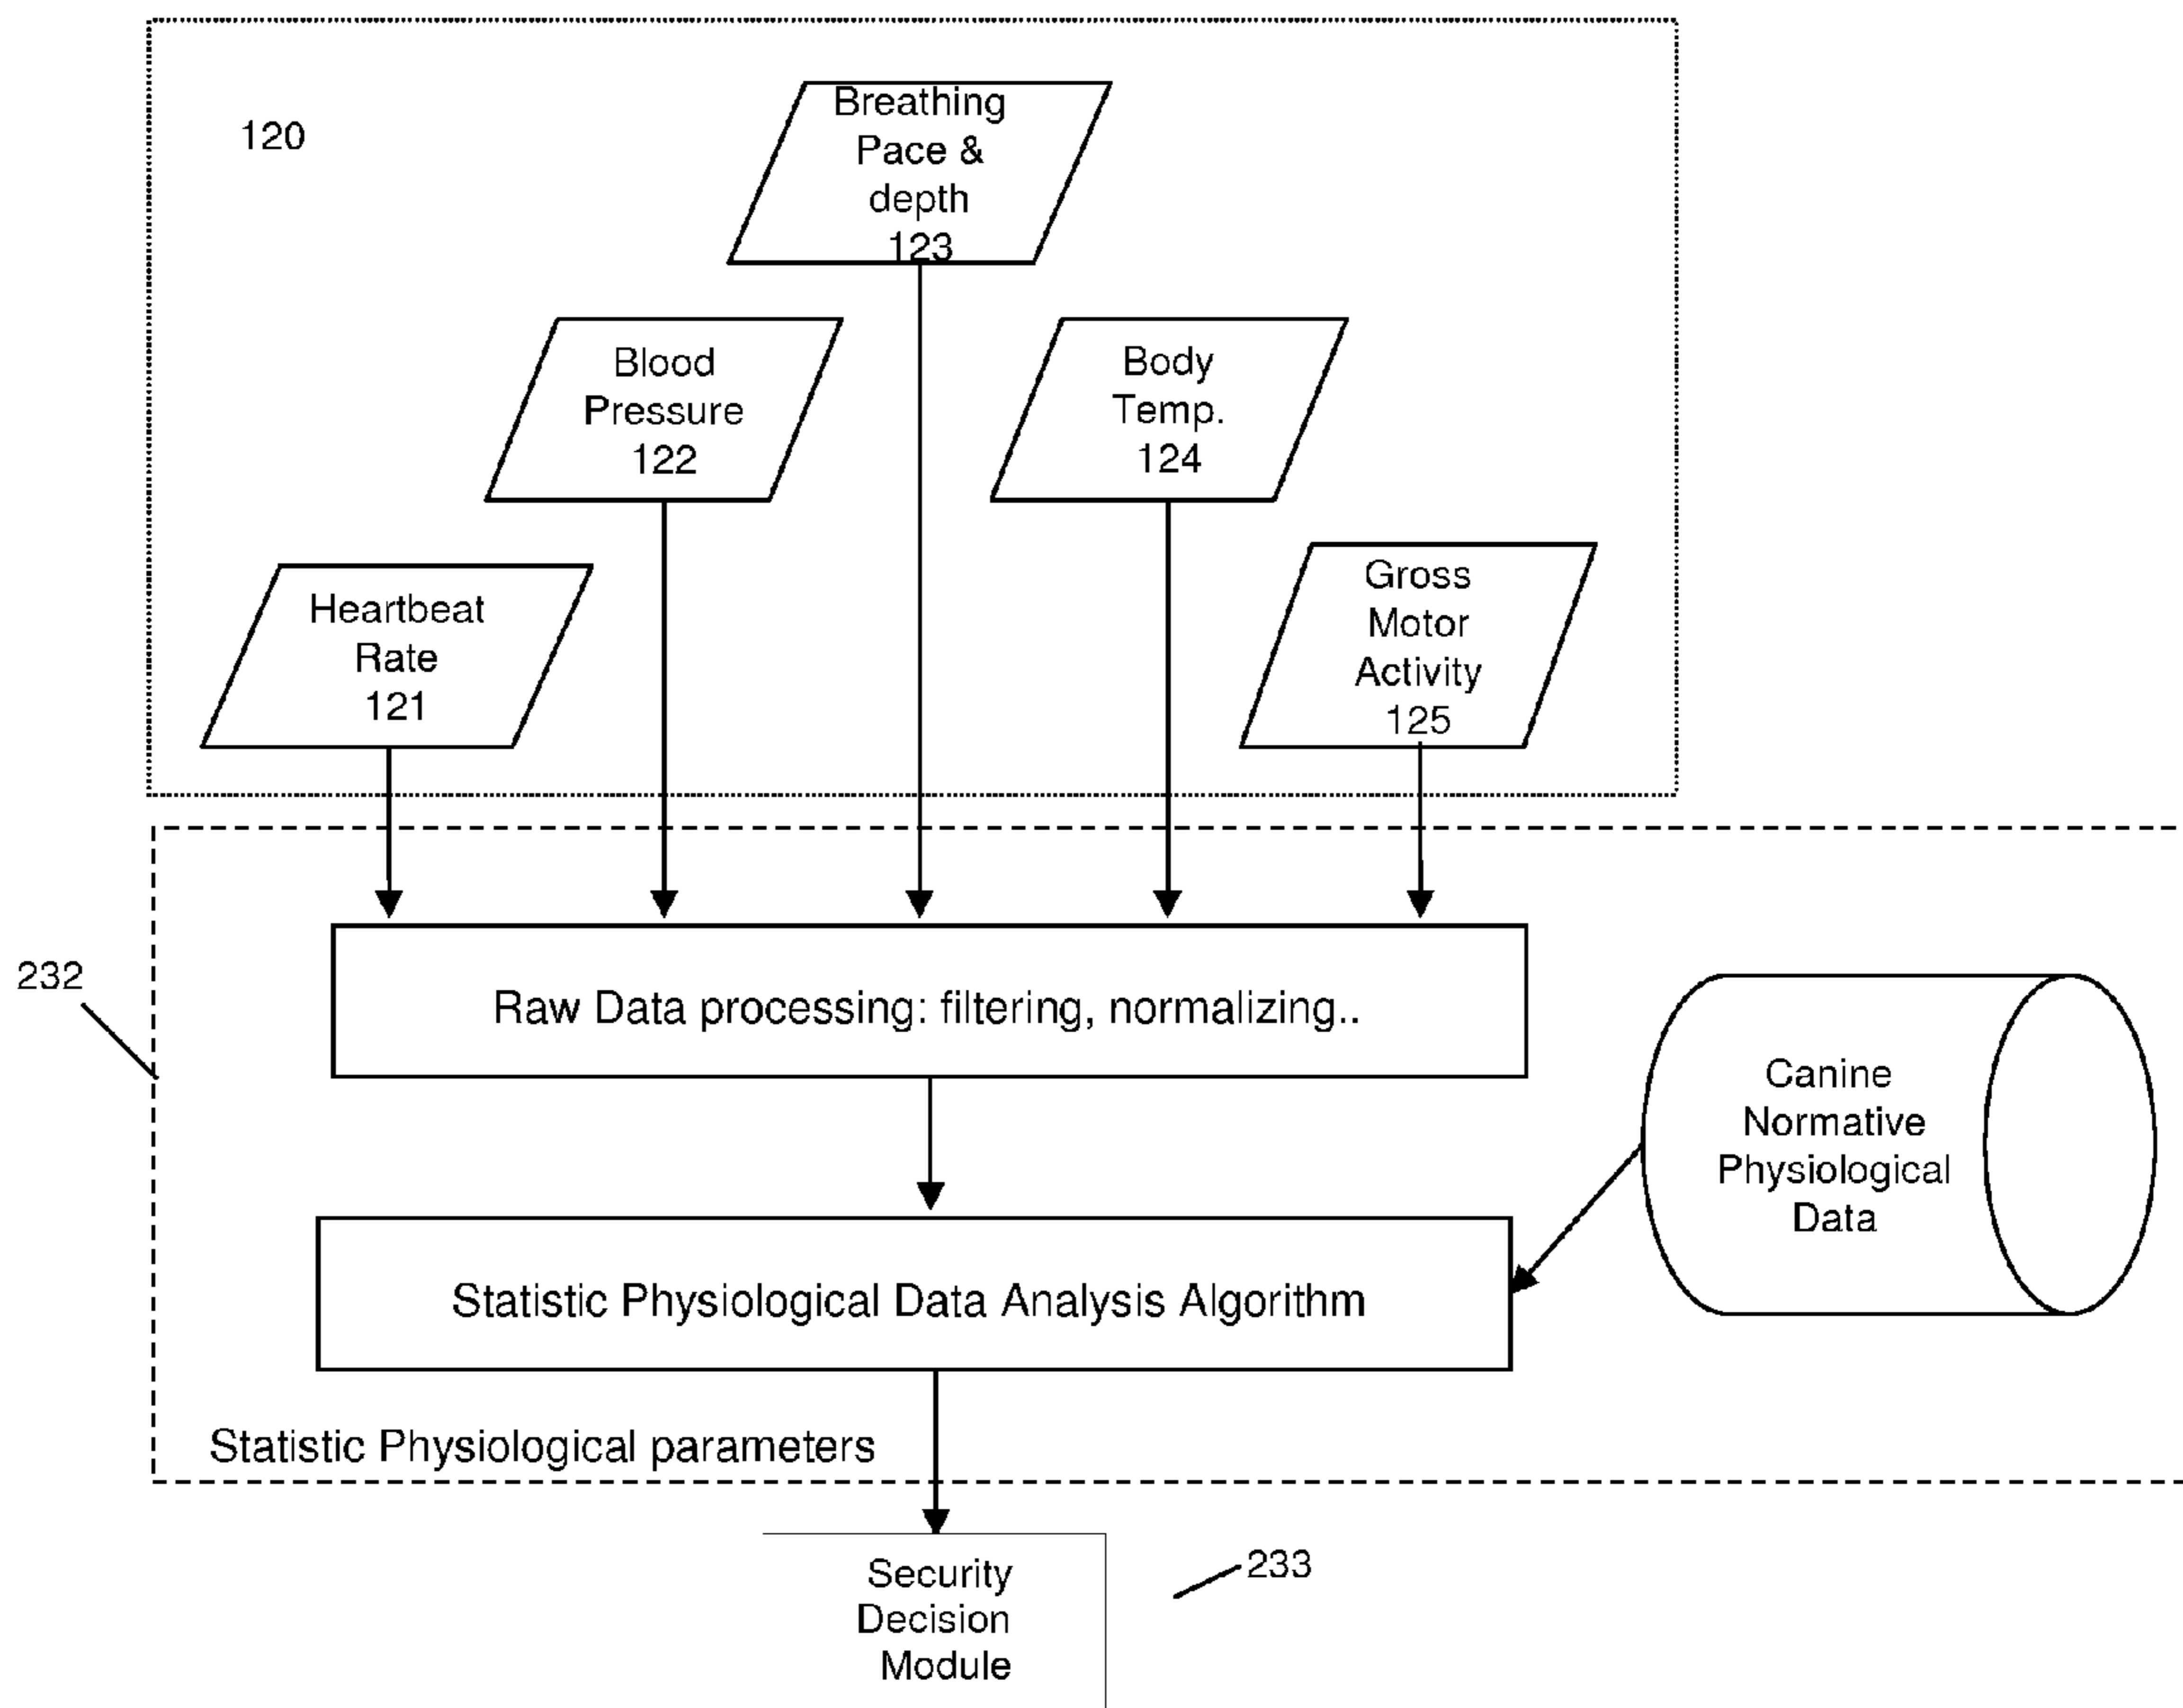 120
Breathing
Pace &
depth
123
Blood
Pressure
122
Body
Temp.
124
Heartbeat
Rate
121
Gross
Motor
Activity
125
232
Raw Data processing: filtering, normalizing..
Canine
Normative
Physiological
Data
Statistic Physiological Data Analysis Algorithm
Statistic Physiological parameters
Security
Decision
Module
233